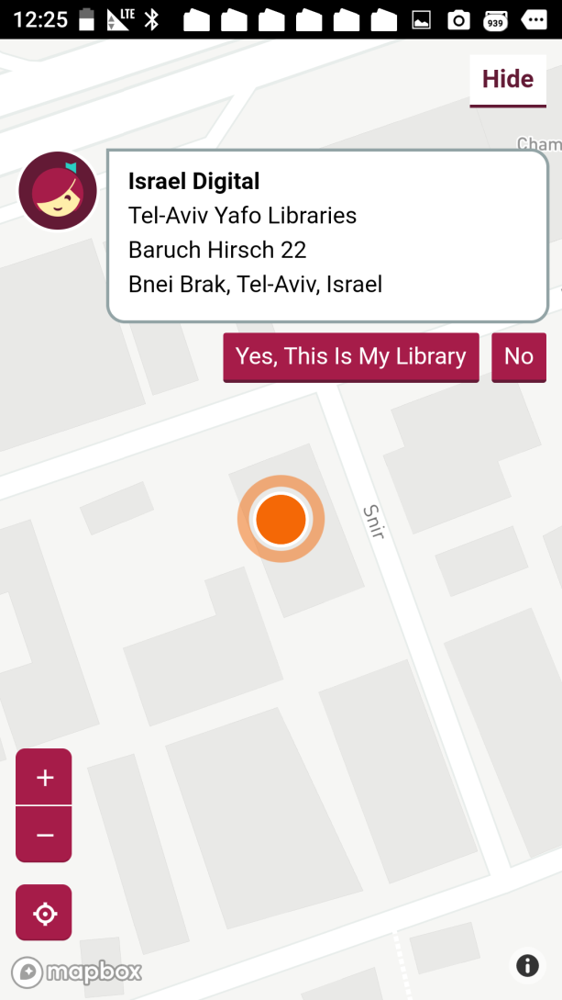 12:25
LTE
939
Hide
Cham
Israel Digital
Tel-Aviv Yafo Libraries
Baruch Hirsch 22
Bnei Brak, Tel-Aviv, Israel
Yes, This Is My Library
No
Snir
+
−
mapbox